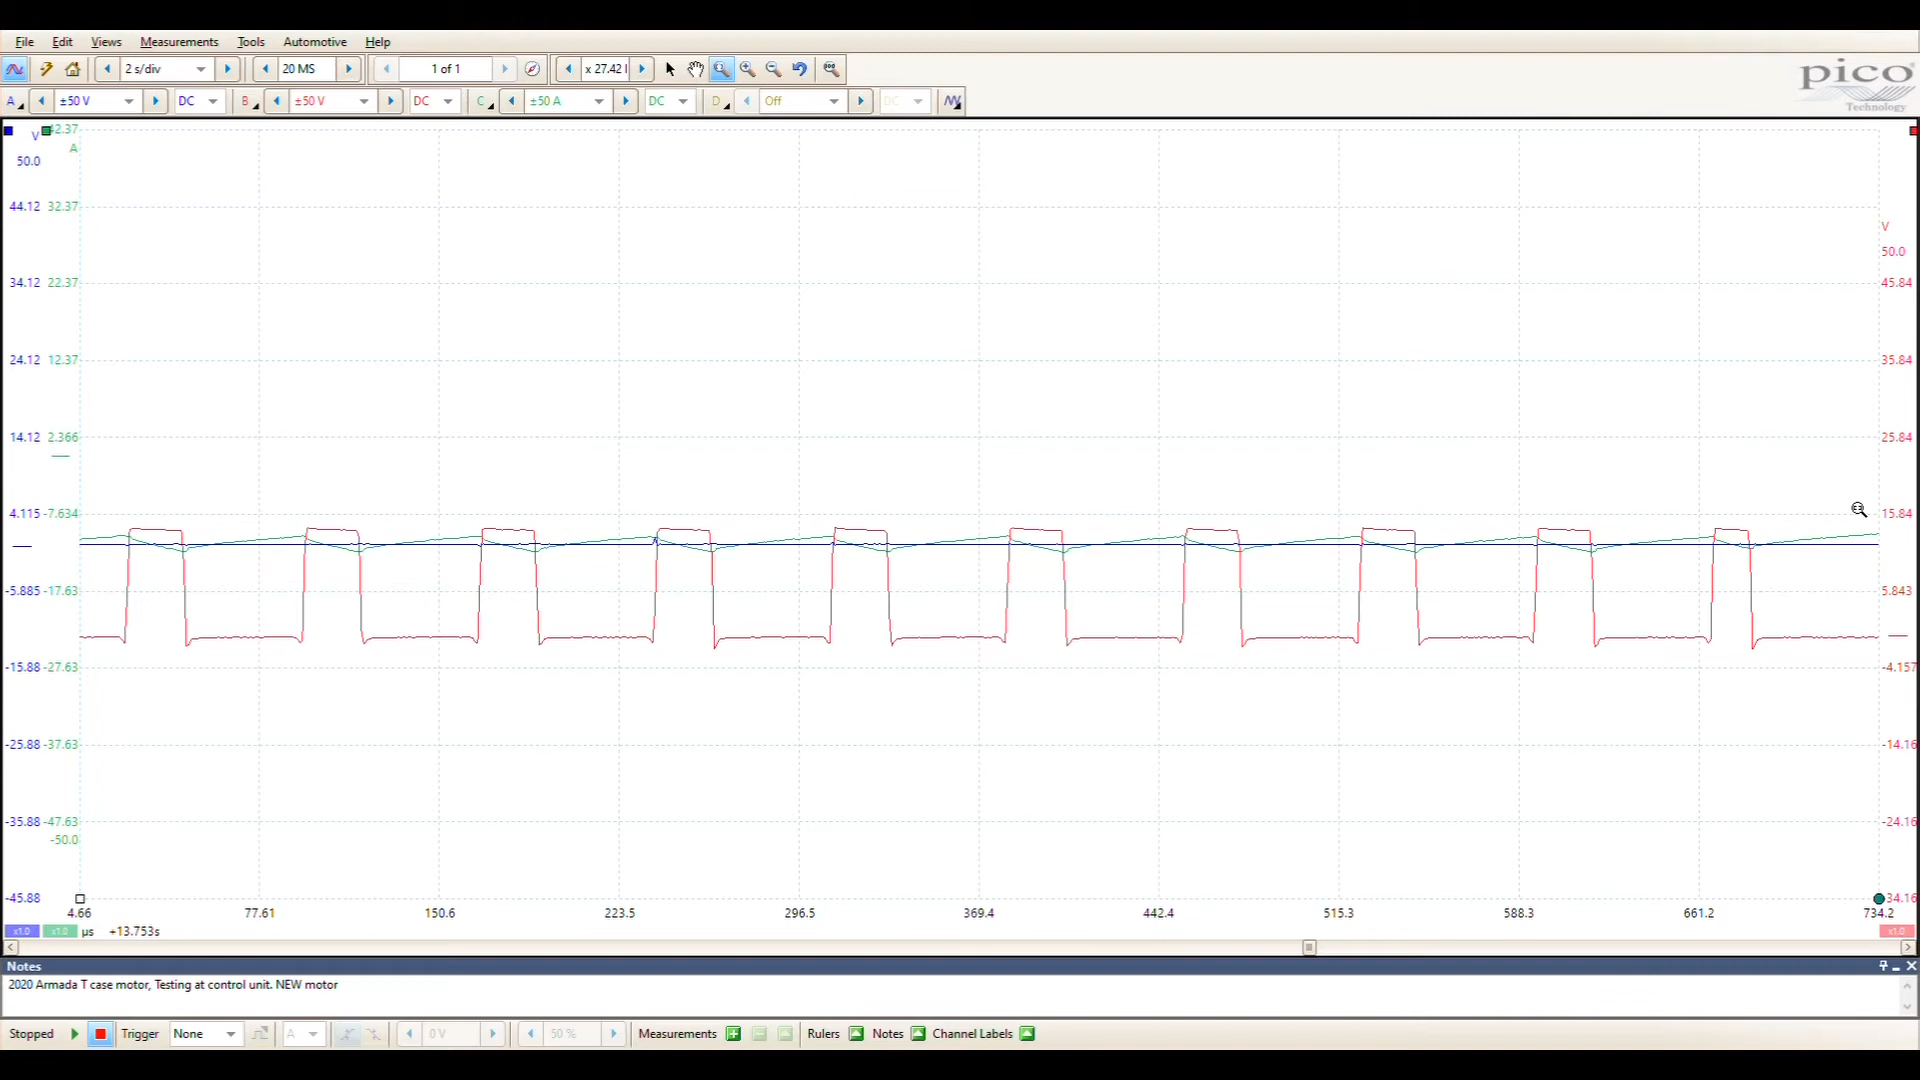 File Edit Views Measurements Tools Automotive Help
2 s/div 20 MS 1 of 1 x 27.42
pico
Technology
A ±50 V DC B ±50 V DC C ±50 A DC D Off DC
V 42.37
A
50.0
44.12 32.37
V
50.0
34.12 22.37 45.84
24.12 12.37 35.84
14.12 2.366 25.84
4.115 -7.634 15.84
-5.885 -17.63 5.843
-15.88 -27.63 -4.157
-25.88 -37.63 -14.16
-35.88 -47.63 -24.16
-50.0
-45.88 -34.16
4.66 77.61 150.6 223.5 296.5 369.4 442.4 515.3 588.3 661.2 734.2
x1.0 x1.0 µs +13.753s x1.0
Notes
2020 Armada T case motor, Testing at control unit. NEW motor
Stopped Trigger None A 0 V 50 % Measurements Rulers Notes Channel Labels